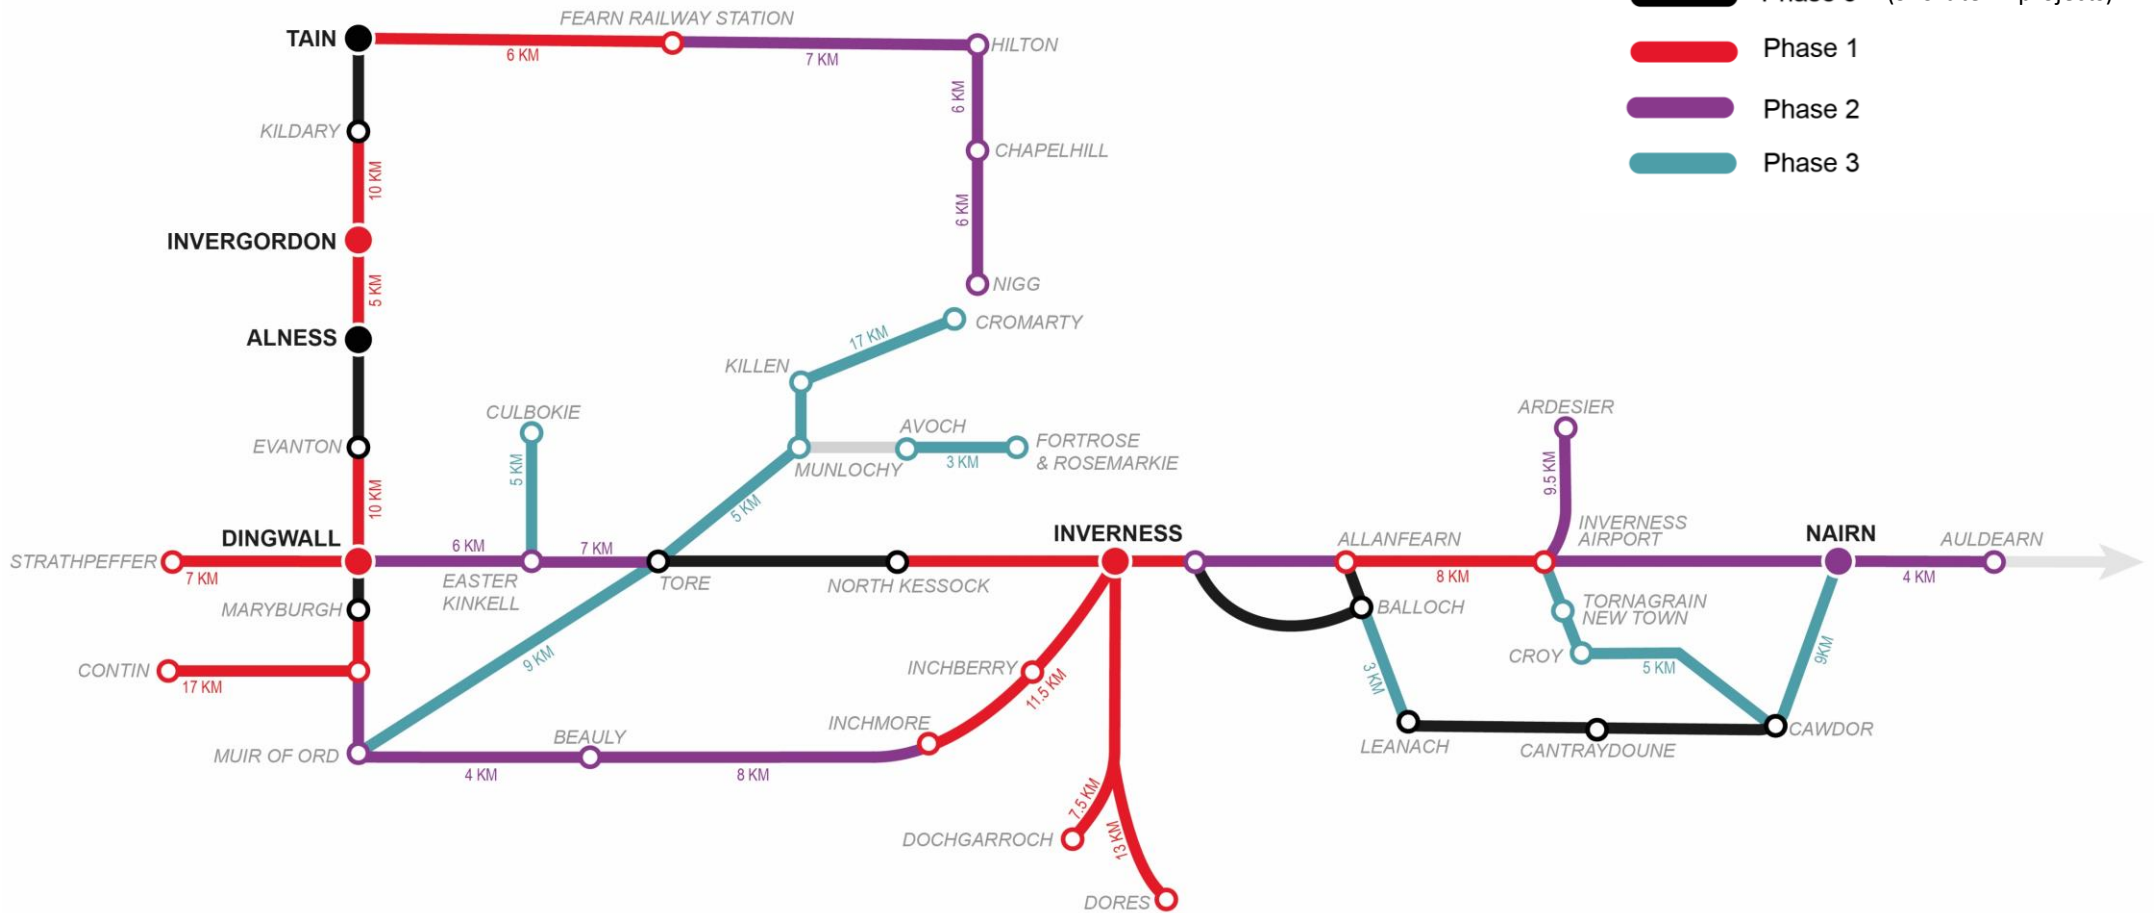 Phase 1
Phase 2
Phase 3
FEARN RAILWAY STATION
TAIN
6 KM
7 KM
HILTON
6 KM
KILDARY
CHAPELHILL
10 KM
6 KM
INVERGORDON
NIGG
5 KM
CROMARTY
17 KM
ALNESS
KILLEN
CULBOKIE
ARDESIER
AVOCH
EVANTON
FORTROSE
& ROSEMARKIE
MUNLOCHY
3 KM
5 KM
9.5 KM
10 KM
5 KM
DINGWALL
6 KM
7 KM
INVERNESS
ALLANFEARN
INVERNESS
AIRPORT
NAIRN
AULDEARN
STRATHPEFFER
7 KM
EASTER
KINKELL
TORE
NORTH KESSOCK
8 KM
4 KM
MARYBURGH
BALLOCH
TORNAGRAIN
NEW TOWN
CONTIN
17 KM
9 KM
INCHBERRY
11.5 KM
3 KM
CROY
5 KM
9KM
INCHMORE
MUIR OF ORD
BEAULY
4 KM
8 KM
LEANACH
CANTRAYDOUNE
CAWDOR
7.5 KM
13 KM
DOCHGARROCH
DORES